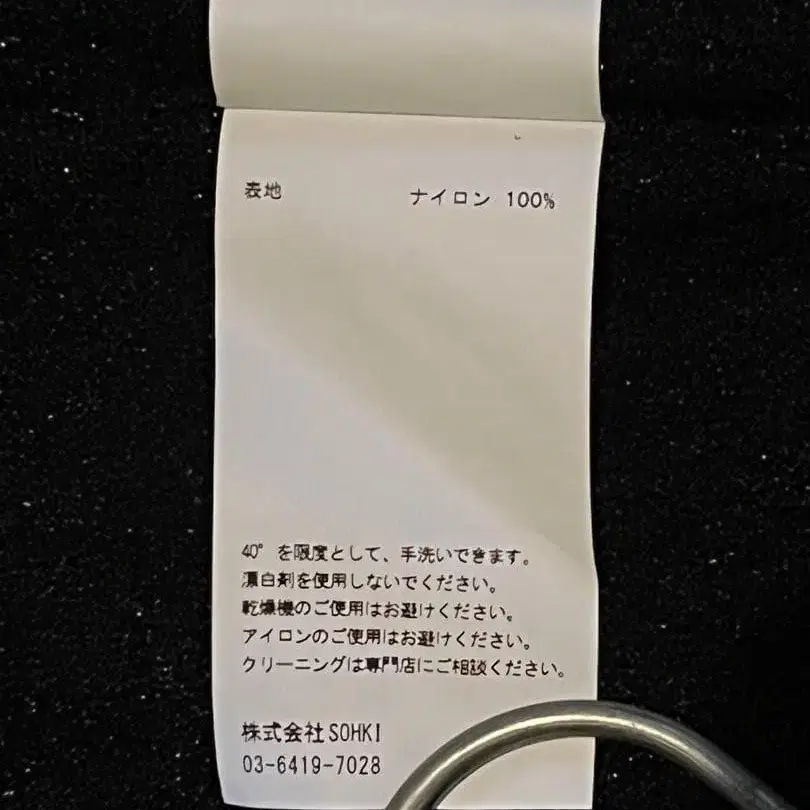 表地 ナイロン 100%
40° を限度として、手洗いできます。
漂白剤を使用しないでください。
乾燥機のご使用はお避けください。
アイロンのご使用はお避けください。
クリーニングは専門店にご相談ください。
株式会社SOHKI
03-6419-7028